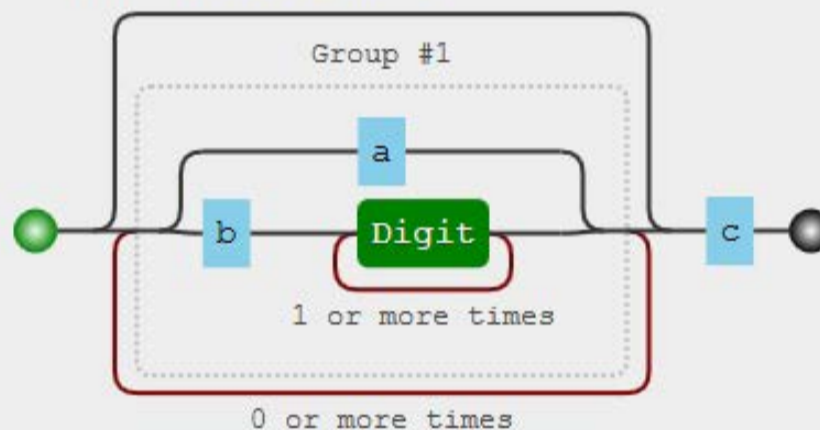 Group #1
a
b
Digit
c
1 or more times
0 or more times